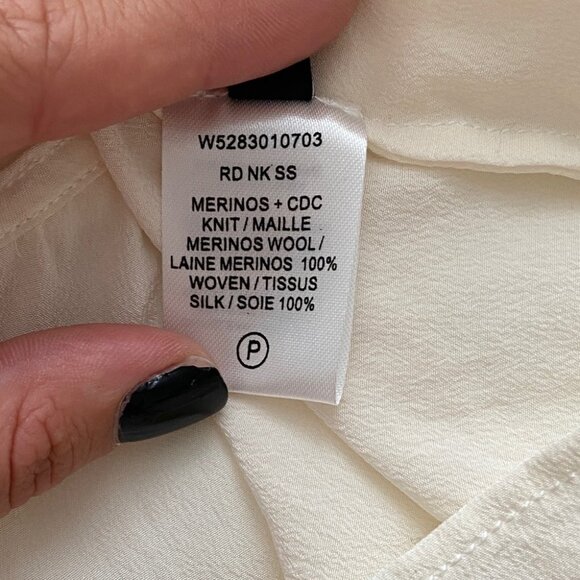 W5283010703
RD NK SS
MERINOS + CDC
KNIT / MAILLE
MERINOS WOOL /
LAINE MERINOS 100%
WOVEN / TISSUS
SILK / SOIE 100%
P